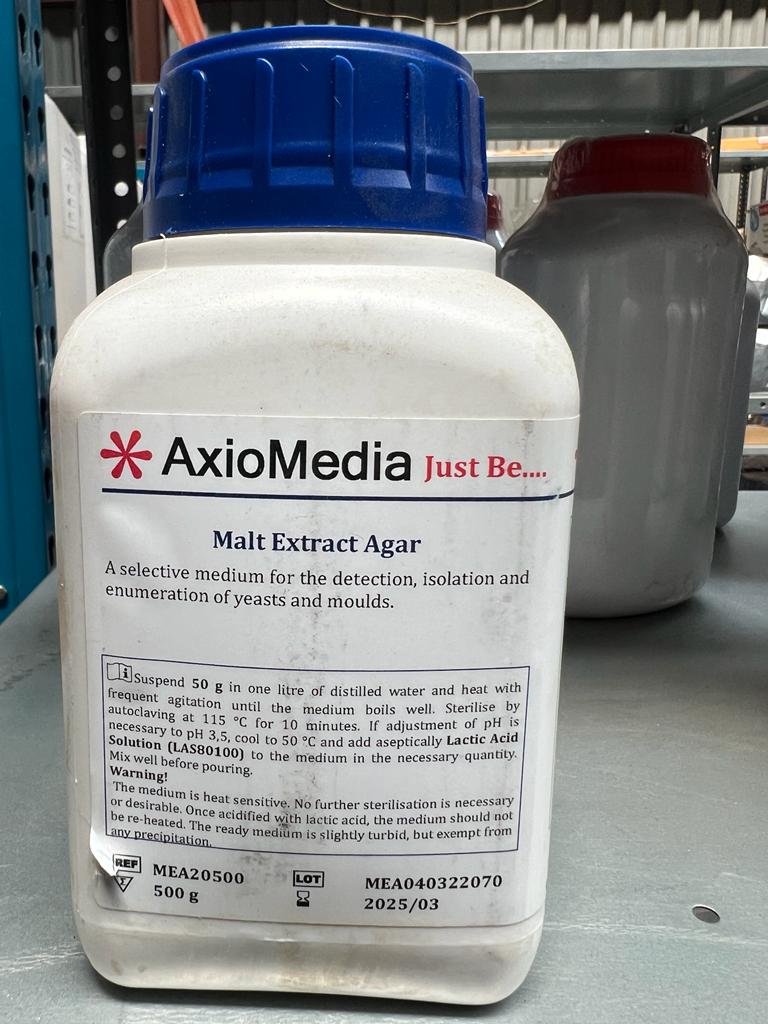 AxioMedia Just Be....
Malt Extract Agar
A selective medium for the detection, isolation and
enumeration of yeasts and moulds.
i Suspend 50 g in one litre of distilled water and heat with
frequent agitation until the medium boils well. Sterilise by
autoclaving at 115 °C for 10 minutes. If adjustment of pH is
necessary to pH 3,5, cool to 50 °C and add aseptically Lactic Acid
Solution (LAS80100) to the medium in the necessary quantity.
Mix well before pouring.
Warning!
The medium is heat sensitive. No further sterilisation is necessary
or desirable. Once acidified with lactic acid, the medium should not
be re-heated. The ready medium is slightly turbid, but exempt from
any precipitation.
REF MEA20500 LOT MEA040322070
Σ 500 g 2025/03